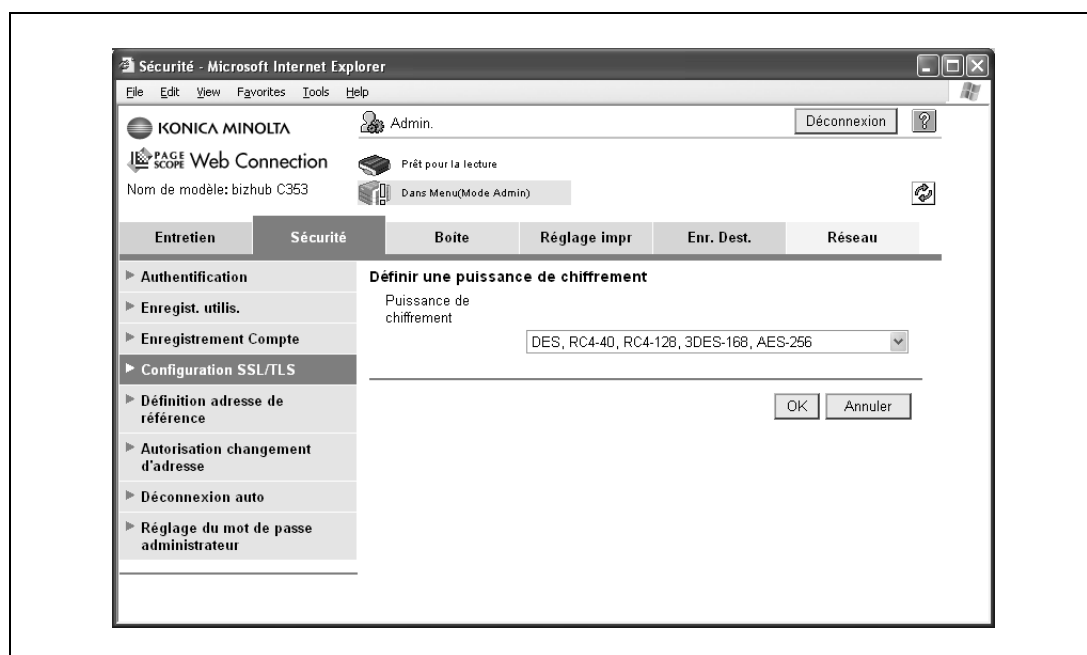 Sécurité - Microsoft Internet Explorer
File Edit View Favorites Tools Help
KONICA MINOLTA
Admin.
Déconnexion
?
PAGE SCOPE Web Connection
Prêt pour la lecture
Nom de modèle: bizhub C353
Dans Menu(Mode Admin)
Entretien Sécurité Boîte Réglage impr Enr. Dest. Réseau
Authentification
Enregist. utilis.
Enregistrement Compte
Configuration SSL/TLS
Définition adresse de
référence
Autorisation changement
d'adresse
Déconnexion auto
Réglage du mot de passe
administrateur
Définir une puissance de chiffrement
Puissance de
chiffrement
DES, RC4-40, RC4-128, 3DES-168, AES-256
OK Annuler